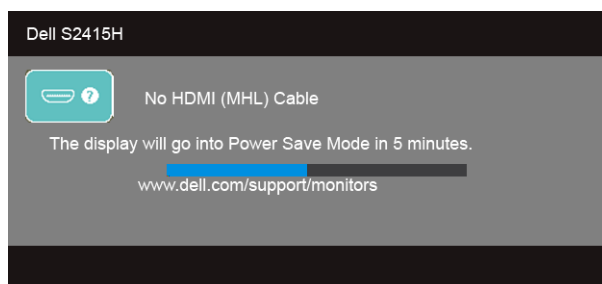 Dell S2415H
?
No HDMI (MHL) Cable
The display will go into Power Save Mode in 5 minutes.
www.dell.com/support/monitors